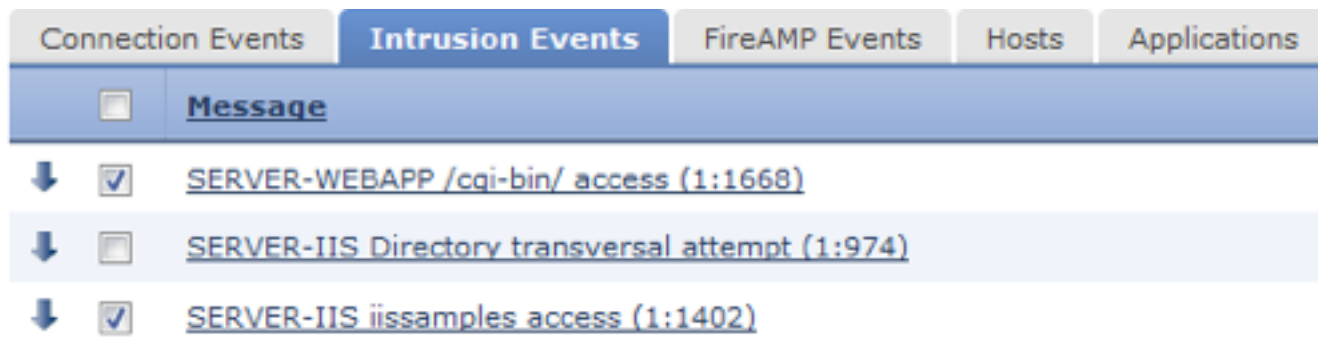 Connection Events Intrusion Events FireAMP Events Hosts Applications
Message
SERVER-WEBAPP /cgi-bin/ access (1:1668)
SERVER-IIS Directory transversal attempt (1:974)
SERVER-IIS iissamples access (1:1402)